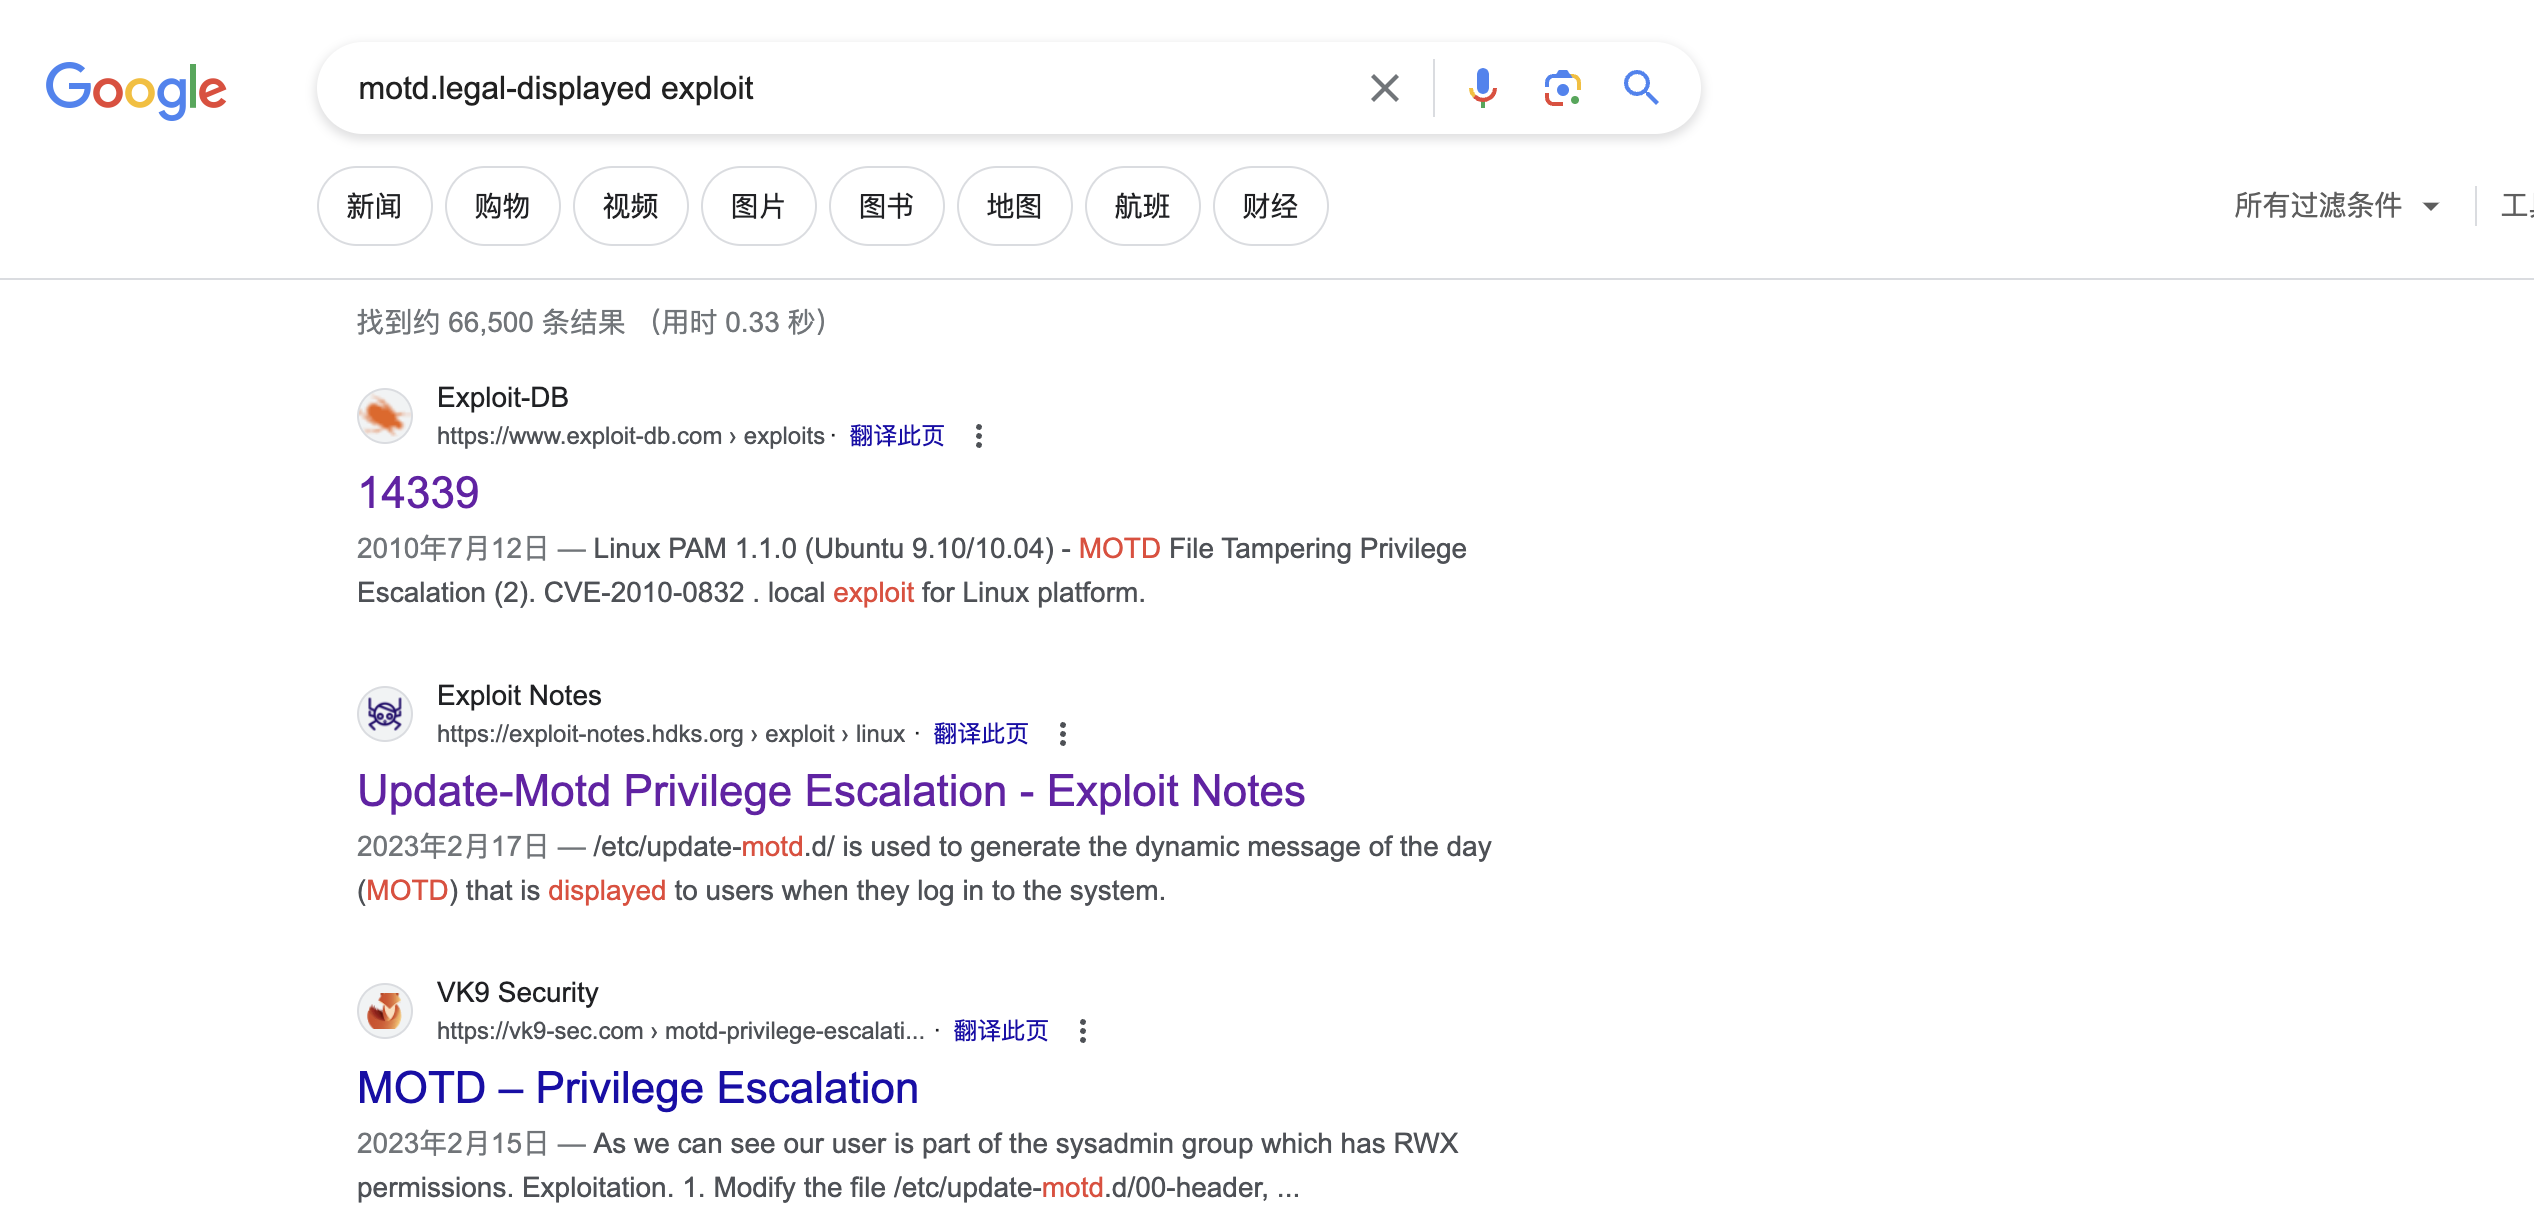 Google
motd.legal-displayed exploit
新闻 购物 视频 图片 图书 地图 航班 财经 所有过滤条件 工
找到约 66,500 条结果 （用时 0.33 秒）
Exploit-DB
https://www.exploit-db.com › exploits · 翻译此页
14339
2010年7月12日 — Linux PAM 1.1.0 (Ubuntu 9.10/10.04) - MOTD File Tampering Privilege
Escalation (2). CVE-2010-0832 . local exploit for Linux platform.
Exploit Notes
https://exploit-notes.hdks.org › exploit › linux · 翻译此页
Update-Motd Privilege Escalation - Exploit Notes
2023年2月17日 — /etc/update-motd.d/ is used to generate the dynamic message of the day
(MOTD) that is displayed to users when they log in to the system.
VK9 Security
https://vk9-sec.com › motd-privilege-escalati... · 翻译此页
MOTD – Privilege Escalation
2023年2月15日 — As we can see our user is part of the sysadmin group which has RWX
permissions. Exploitation. 1. Modify the file /etc/update-motd.d/00-header, ...